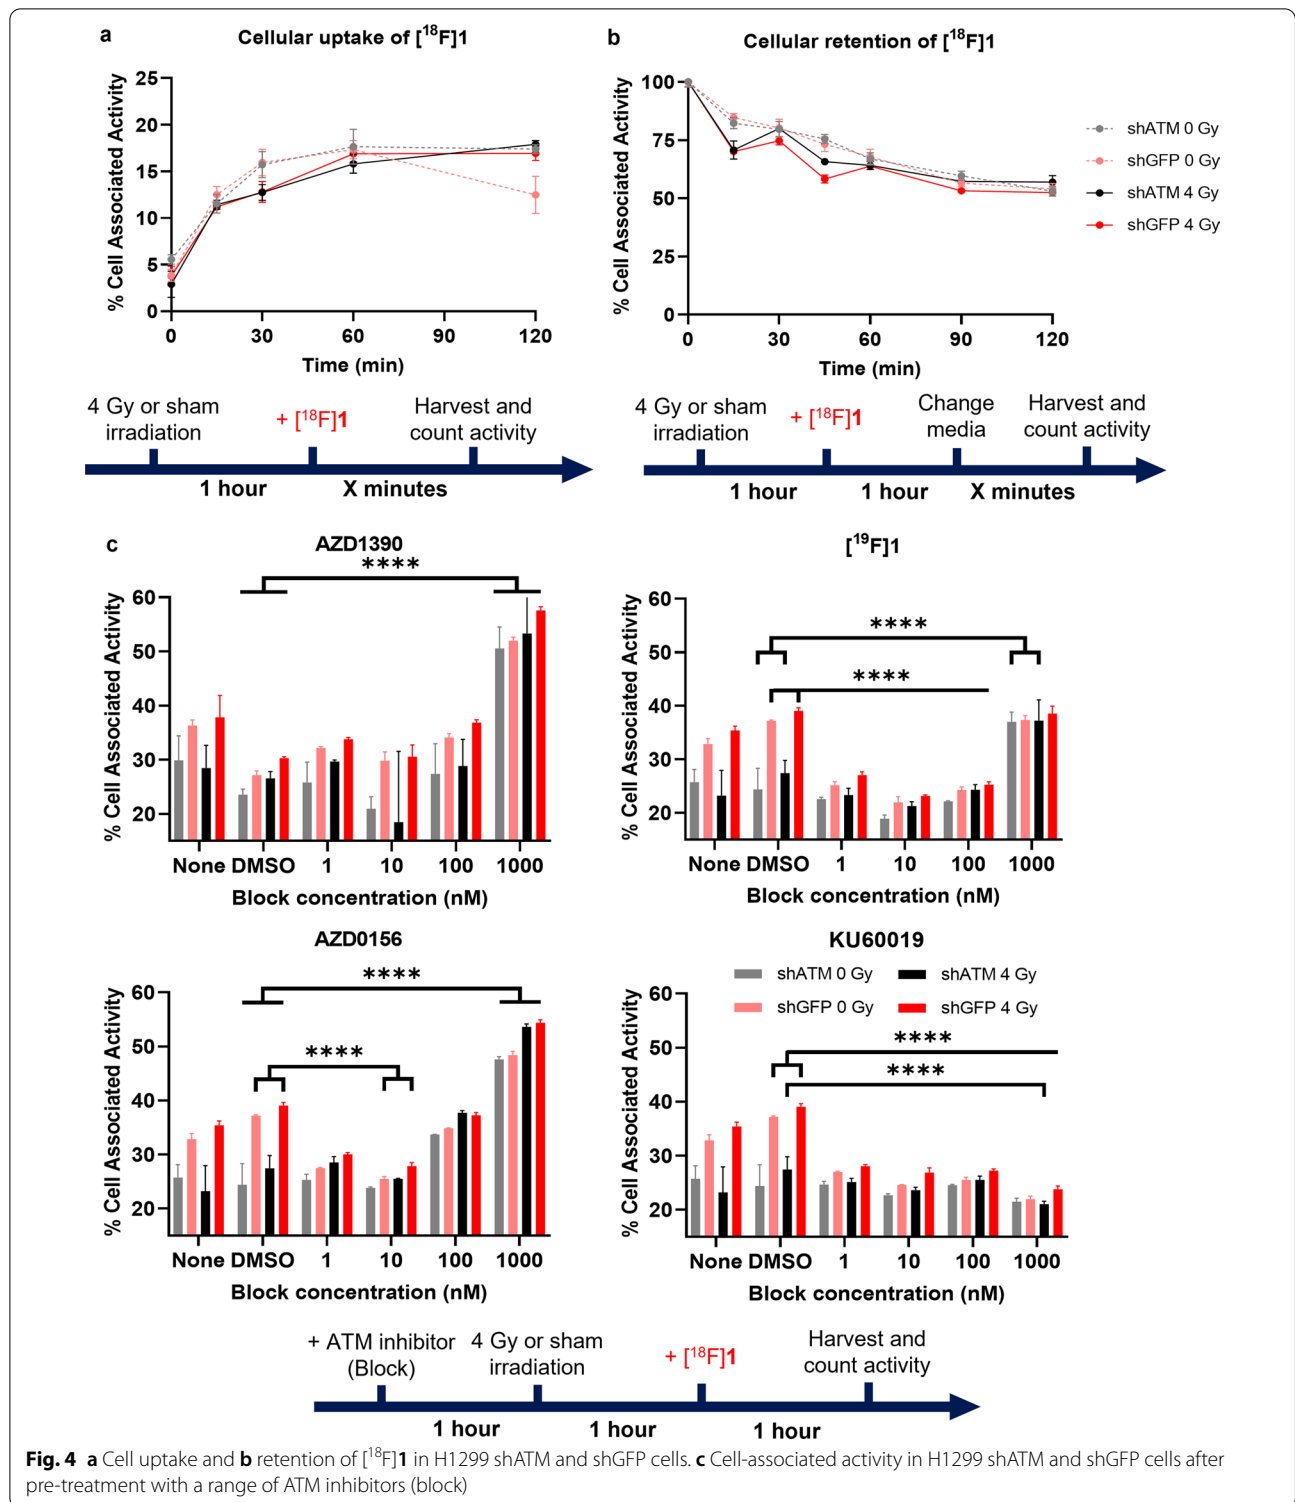 a
Cellular uptake of [18F]1
% Cell Associated Activity
25
20
15
10
5
0
0 30 60 90 120
Time (min)
b
Cellular retention of [18F]1
% Cell Associated Activity
100
75
50
25
0
0 30 60 90 120
Time (min)
shATM 0 Gy
shGFP 0 Gy
shATM 4 Gy
shGFP 4 Gy
4 Gy or sham
irradiation
+ [18F]1
Harvest and
count activity
1 hour X minutes
4 Gy or sham
irradiation
+ [18F]1
Change
media
Harvest and
count activity
1 hour 1 hour X minutes
c
AZD1390
****
% Cell Associated Activity
60
50
40
30
20
None DMSO 1 10 100 1000
Block concentration (nM)
[19F]1
****
****
% Cell Associated Activity
60
50
40
30
20
None DMSO 1 10 100 1000
Block concentration (nM)
AZD0156
****
****
% Cell Associated Activity
60
50
40
30
20
None DMSO 1 10 100 1000
Block concentration (nM)
KU60019
shATM 0 Gy shATM 4 Gy
shGFP 0 Gy shGFP 4 Gy
****
****
% Cell Associated Activity
60
50
40
30
20
None DMSO 1 10 100 1000
Block concentration (nM)
+ ATM inhibitor
(Block)
4 Gy or sham
irradiation
+ [18F]1
Harvest and
count activity
1 hour 1 hour 1 hour
Fig. 4 a Cell uptake and b retention of [18F]1 in H1299 shATM and shGFP cells. c Cell-associated activity in H1299 shATM and shGFP cells after
pre-treatment with a range of ATM inhibitors (block)